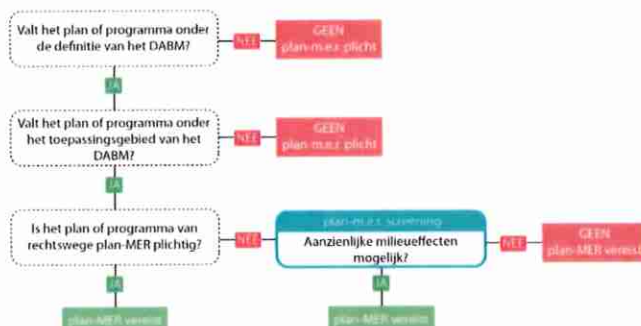 Valt het plan of programma onder
de definitie van het DABM?
NEE
GEEN
plan-m.e.r. plicht
JA
Valt het plan of programma onder
het toepassingsgebied van het
DABM?
NEE
GEEN
plan-m.e.r. plicht
JA
Is het plan of programma van
rechtswege plan-MER plichtig?
NEE
plan-m.e.r. screening
Aanzienlijke milieueffecten
mogelijk?
NEE
GEEN
plan-MER vereist
JA
plan-MER vereist
JA
plan-MER vereist